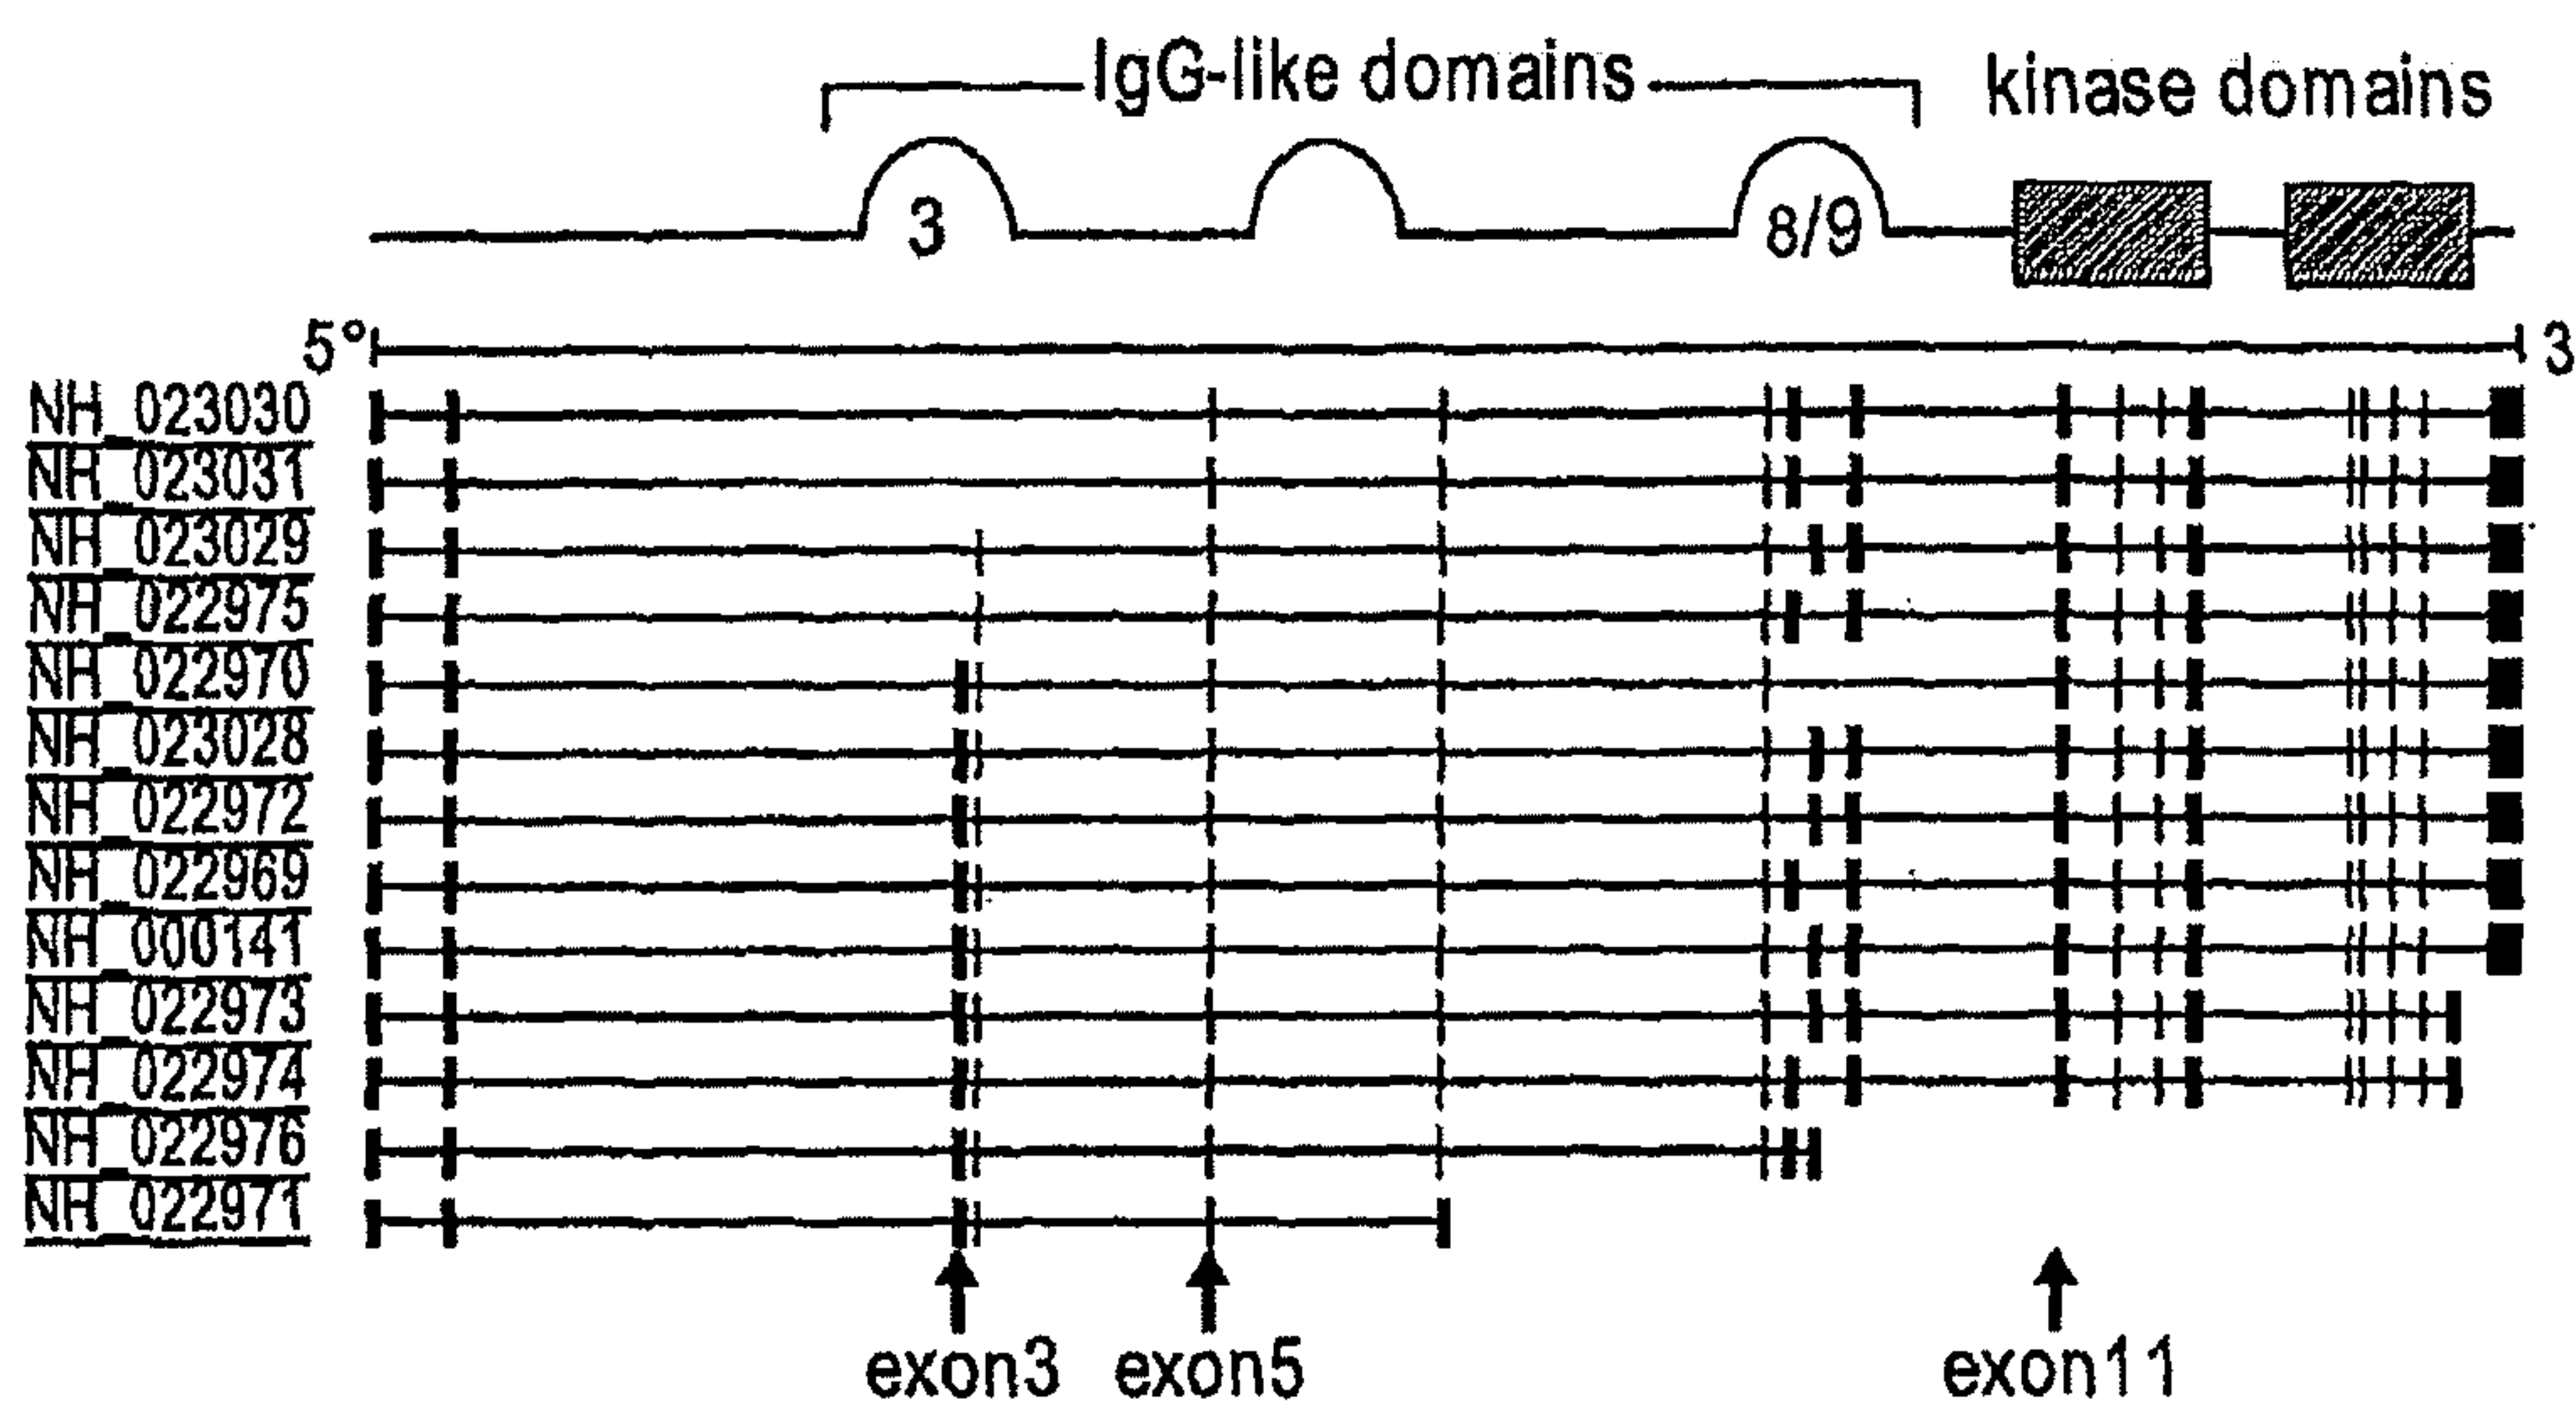 IgG-like domains kinase domains
3 8/9
5° 3
NH_023030
NH_023031
NH_023029
NH_022975
NH_022970
NH_023028
NH_022972
NH_022969
NH_000141
NH_022973
NH_022974
NH_022976
NH_022971
exon3 exon5 exon11